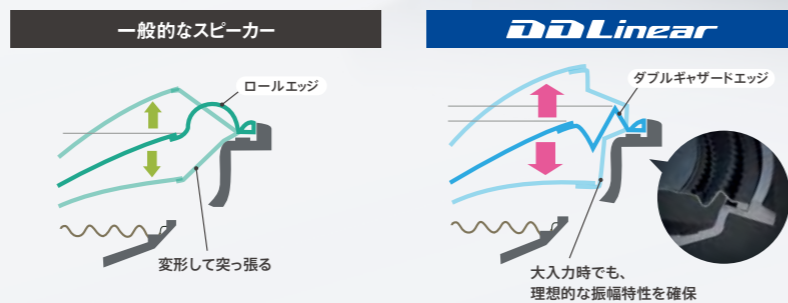 一般的なスピーカー
ロールエッジ
変形して突っ張る
DDLinear
ダブルギャザードエッジ
大入力時でも、
理想的な振幅特性を確保